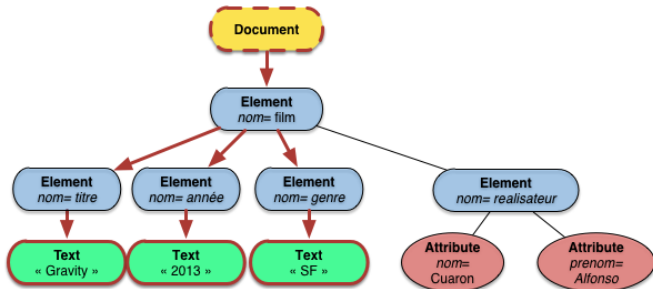 Document
Element
nom= film
Element
nom= titre
Element
nom= année
Element
nom= genre
Element
nom= realisateur
Text
« Gravity »
Text
« 2013 »
Text
« SF »
Attribute
nom=
Cuaron
Attribute
prenom=
Alfonso